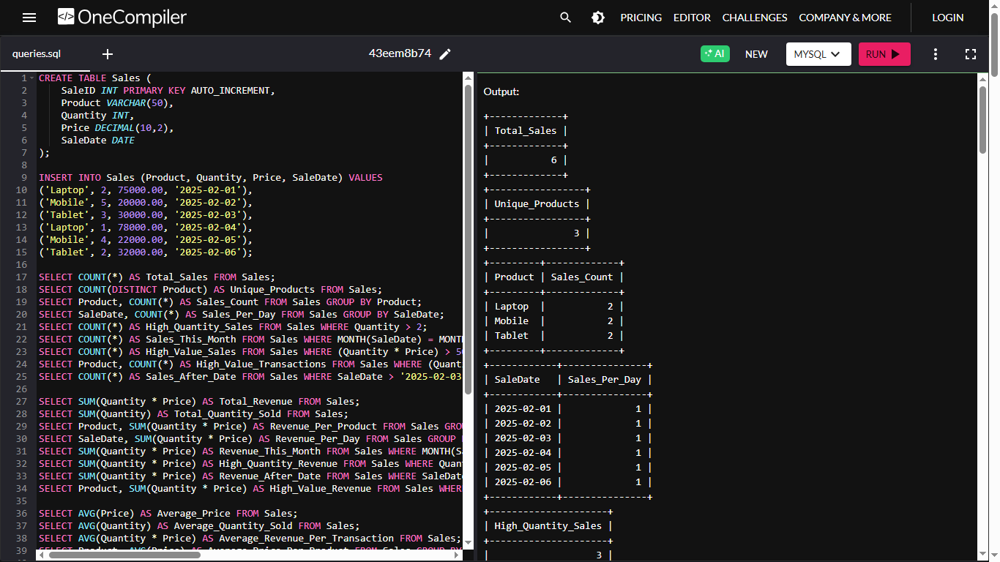 OneCompiler
PRICING EDITOR CHALLENGES COMPANY & MORE LOGIN
queries.sql + 43eem8b74 AI NEW MYSQL RUN
1 CREATE TABLE Sales (
2 SaleID INT PRIMARY KEY AUTO_INCREMENT,
3 Product VARCHAR(50),
4 Quantity INT,
5 Price DECIMAL(10,2),
6 SaleDate DATE
7 );
8
9 INSERT INTO Sales (Product, Quantity, Price, SaleDate) VALUES
10 ('Laptop', 2, 75000.00, '2025-02-01'),
11 ('Mobile', 5, 20000.00, '2025-02-02'),
12 ('Tablet', 3, 30000.00, '2025-02-03'),
13 ('Laptop', 1, 78000.00, '2025-02-04'),
14 ('Mobile', 4, 22000.00, '2025-02-05'),
15 ('Tablet', 2, 32000.00, '2025-02-06');
16
17 SELECT COUNT(*) AS Total_Sales FROM Sales;
18 SELECT COUNT(DISTINCT Product) AS Unique_Products FROM Sales;
19 SELECT Product, COUNT(*) AS Sales_Count FROM Sales GROUP BY Product;
20 SELECT SaleDate, COUNT(*) AS Sales_Per_Day FROM Sales GROUP BY SaleDate;
21 SELECT COUNT(*) AS High_Quantity_Sales FROM Sales WHERE Quantity > 2;
22 SELECT COUNT(*) AS Sales_This_Month FROM Sales WHERE MONTH(SaleDate) = MONT
23 SELECT COUNT(*) AS High_Value_Sales FROM Sales WHERE (Quantity * Price) > 5
24 SELECT Product, COUNT(*) AS High_Value_Transactions FROM Sales WHERE (Quant
25 SELECT COUNT(*) AS Sales_After_Date FROM Sales WHERE SaleDate > '2025-02-03
26
27 SELECT SUM(Quantity * Price) AS Total_Revenue FROM Sales;
28 SELECT SUM(Quantity) AS Total_Quantity_Sold FROM Sales;
29 SELECT Product, SUM(Quantity * Price) AS Revenue_Per_Product FROM Sales GRO
30 SELECT SaleDate, SUM(Quantity * Price) AS Revenue_Per_Day FROM Sales GROUP
31 SELECT SUM(Quantity * Price) AS Revenue_This_Month FROM Sales WHERE MONTH(S
32 SELECT SUM(Quantity * Price) AS High_Quantity_Revenue FROM Sales WHERE Quan
33 SELECT SUM(Quantity * Price) AS Revenue_After_Date FROM Sales WHERE SaleDat
34 SELECT Product, SUM(Quantity * Price) AS High_Value_Revenue FROM Sales WHER
35
36 SELECT AVG(Price) AS Average_Price FROM Sales;
37 SELECT AVG(Quantity) AS Average_Quantity_Sold FROM Sales;
38 SELECT AVG(Quantity * Price) AS Average_Revenue_Per_Transaction FROM Sales;
39 SELECT Product, AVG(Price) AS Average_Price_Per_Product FROM Sales GROUP BY
Output:
+-------------+
| Total_Sales |
+-------------+
|           6 |
+-------------+
+-----------------+
| Unique_Products |
+-----------------+
|               3 |
+-----------------+
+---------+-------------+
| Product | Sales_Count |
+---------+-------------+
| Laptop  |           2 |
| Mobile  |           2 |
| Tablet  |           2 |
+---------+-------------+
+------------+---------------+
| SaleDate   | Sales_Per_Day |
+------------+---------------+
| 2025-02-01 |             1 |
| 2025-02-02 |             1 |
| 2025-02-03 |             1 |
| 2025-02-04 |             1 |
| 2025-02-05 |             1 |
| 2025-02-06 |             1 |
+------------+---------------+
+---------------------+
| High_Quantity_Sales |
+---------------------+
|                   3 |